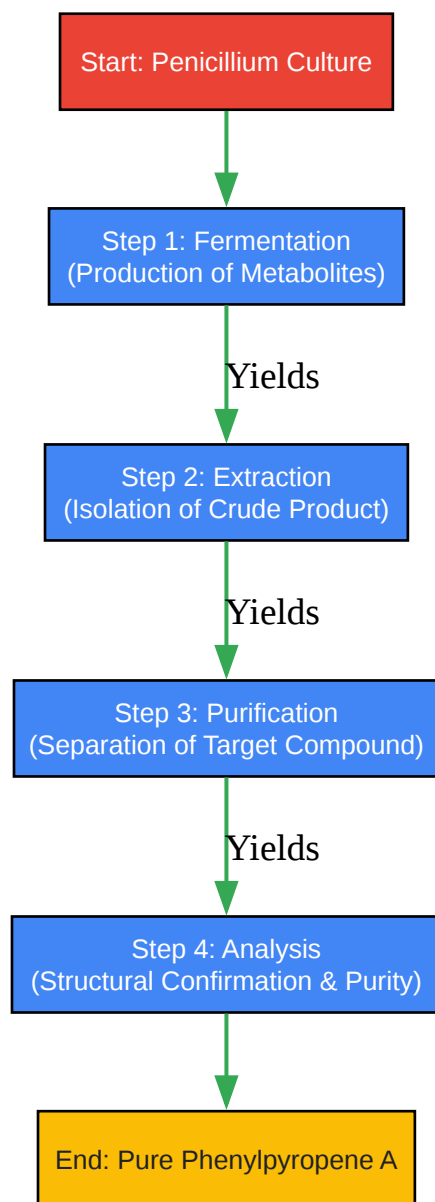 Start: Penicillium Culture
Step 1: Fermentation
(Production of Metabolites)
Yields
Step 2: Extraction
(Isolation of Crude Product)
Yields
Step 3: Purification
(Separation of Target Compound)
Yields
Step 4: Analysis
(Structural Confirmation & Purity)
End: Pure Phenylpyropene A